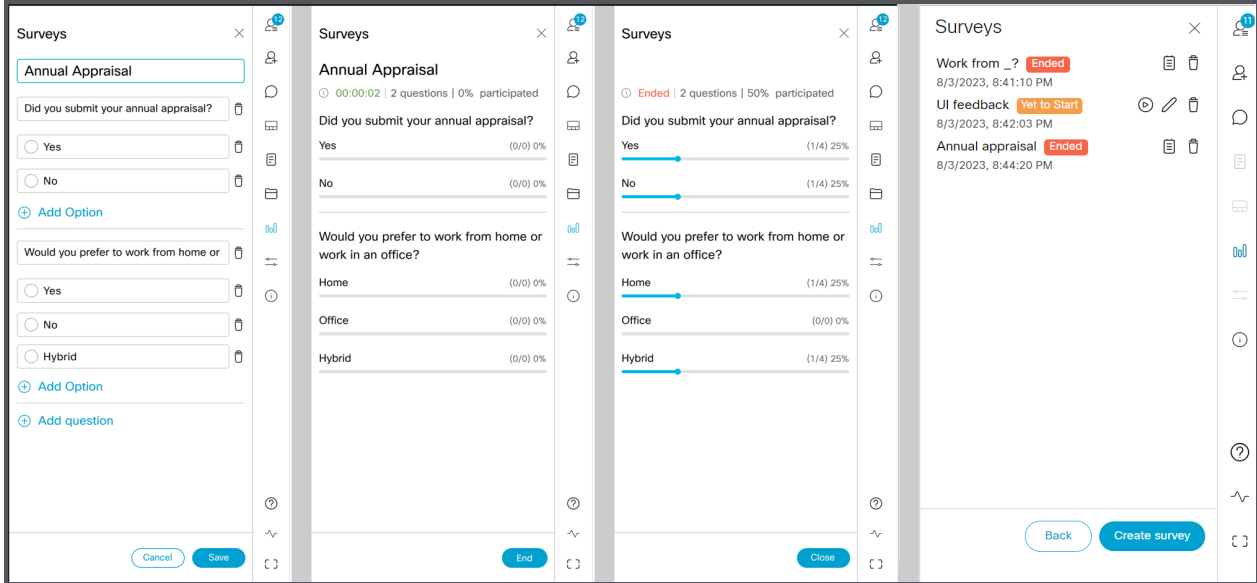 Surveys
12
Annual Appraisal
Did you submit your annual appraisal?
Yes
No
Add Option
Would you prefer to work from home or
Yes
No
Hybrid
Add Option
Add question
Cancel
Save
Surveys
12
Annual Appraisal
00:00:02 | 2 questions | 0% participated
Did you submit your annual appraisal?
Yes (0/0) 0%
No (0/0) 0%
Would you prefer to work from home or
work in an office?
Home (0/0) 0%
Office (0/0) 0%
Hybrid (0/0) 0%
End
Surveys
12
Ended | 2 questions | 50% participated
Did you submit your annual appraisal?
Yes (1/4) 25%
No (1/4) 25%
Would you prefer to work from home or
work in an office?
Home (1/4) 25%
Office (0/0) 0%
Hybrid (1/4) 25%
Close
Surveys
11
Work from _? Ended
8/3/2023, 8:41:10 PM
UI feedback Yet to Start
8/3/2023, 8:42:03 PM
Annual appraisal Ended
8/3/2023, 8:44:20 PM
Back
Create survey